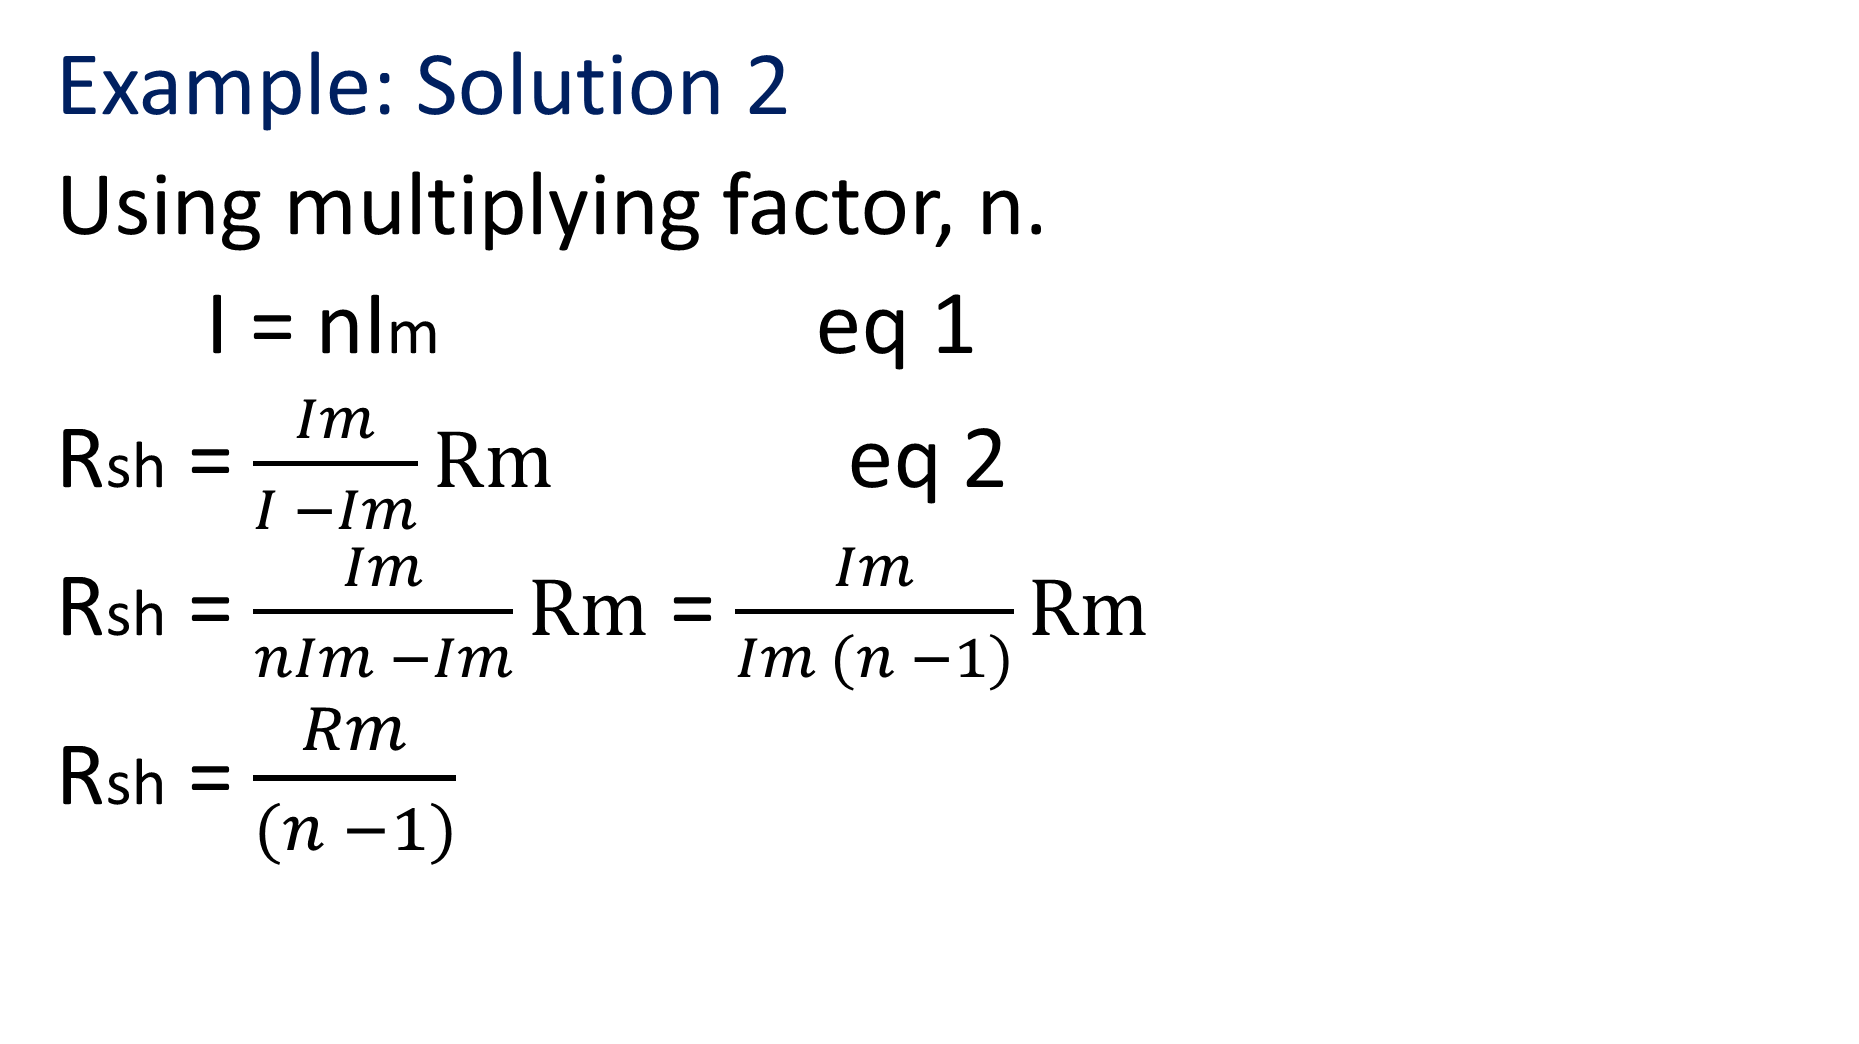 Example: Solution 2
Using multiplying factor, n.
I = nIm eq 1
Rsh = Im / I −Im Rm eq 2
Rsh = Im / nIm −Im Rm = Im / Im (n −1) Rm
Rsh = Rm / (n −1)